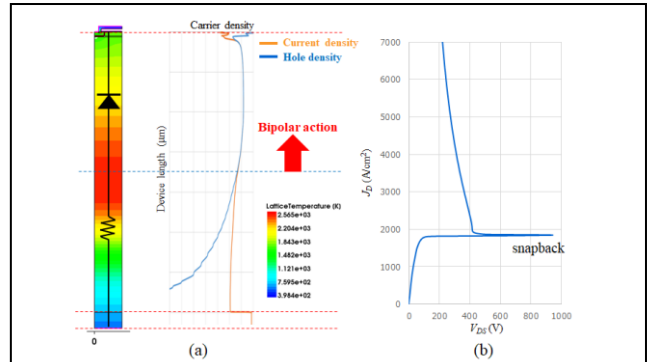 Carrier density
Current density
Hole density
Bipolar action
Device length (μm)
LatticeTemperature (K)
2.565e+03
2.204e+03
1.843e+03
1.482e+03
1.121e+03
7.595e+02
3.984e+02
0
(a)
7000
6000
5000
4000
3000
2000
1000
0
J_D (A/cm²)
snapback
0 200 400 600 800 1000
V_DS (V)
(b)